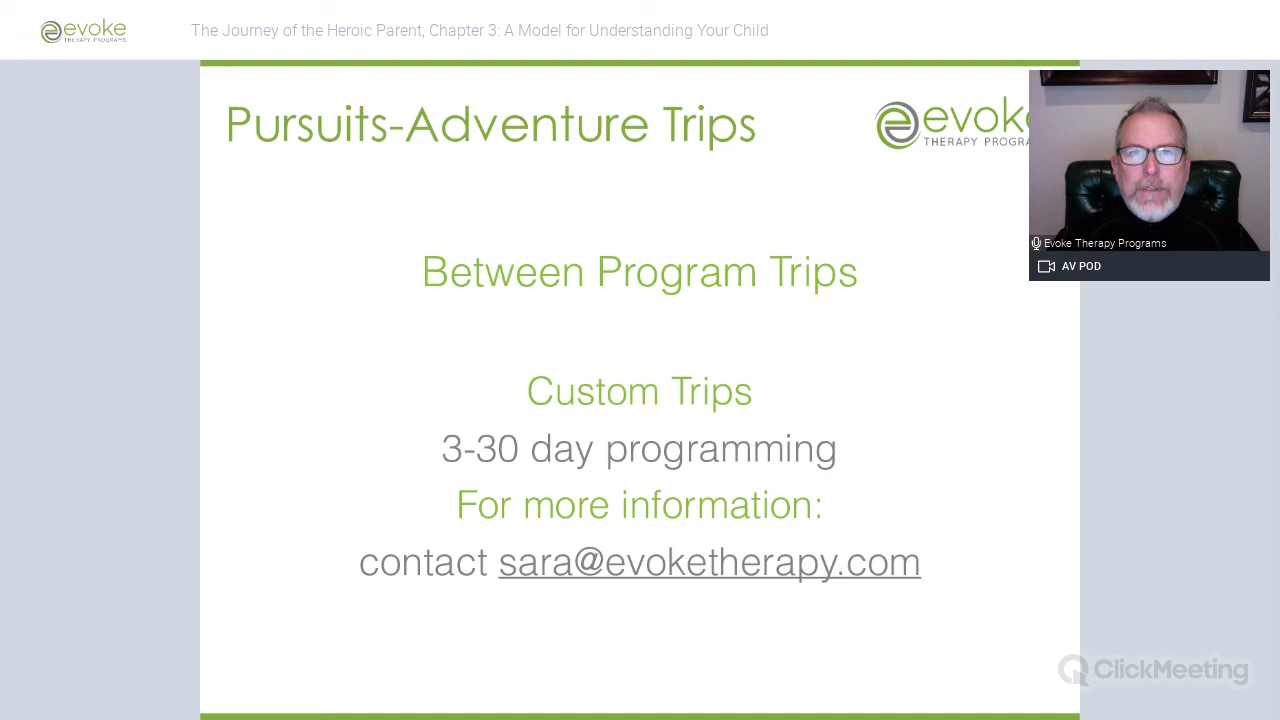 evoke
THERAPY PROGRAMS
The Journey of the Heroic Parent, Chapter 3: A Model for Understanding Your Child
Pursuits-Adventure Trips
evoke
THERAPY PROGRA
Evoke Therapy Programs
AV POD
Between Program Trips
Custom Trips
3-30 day programming
For more information:
contact sara@evoketherapy.com
ClickMeeting